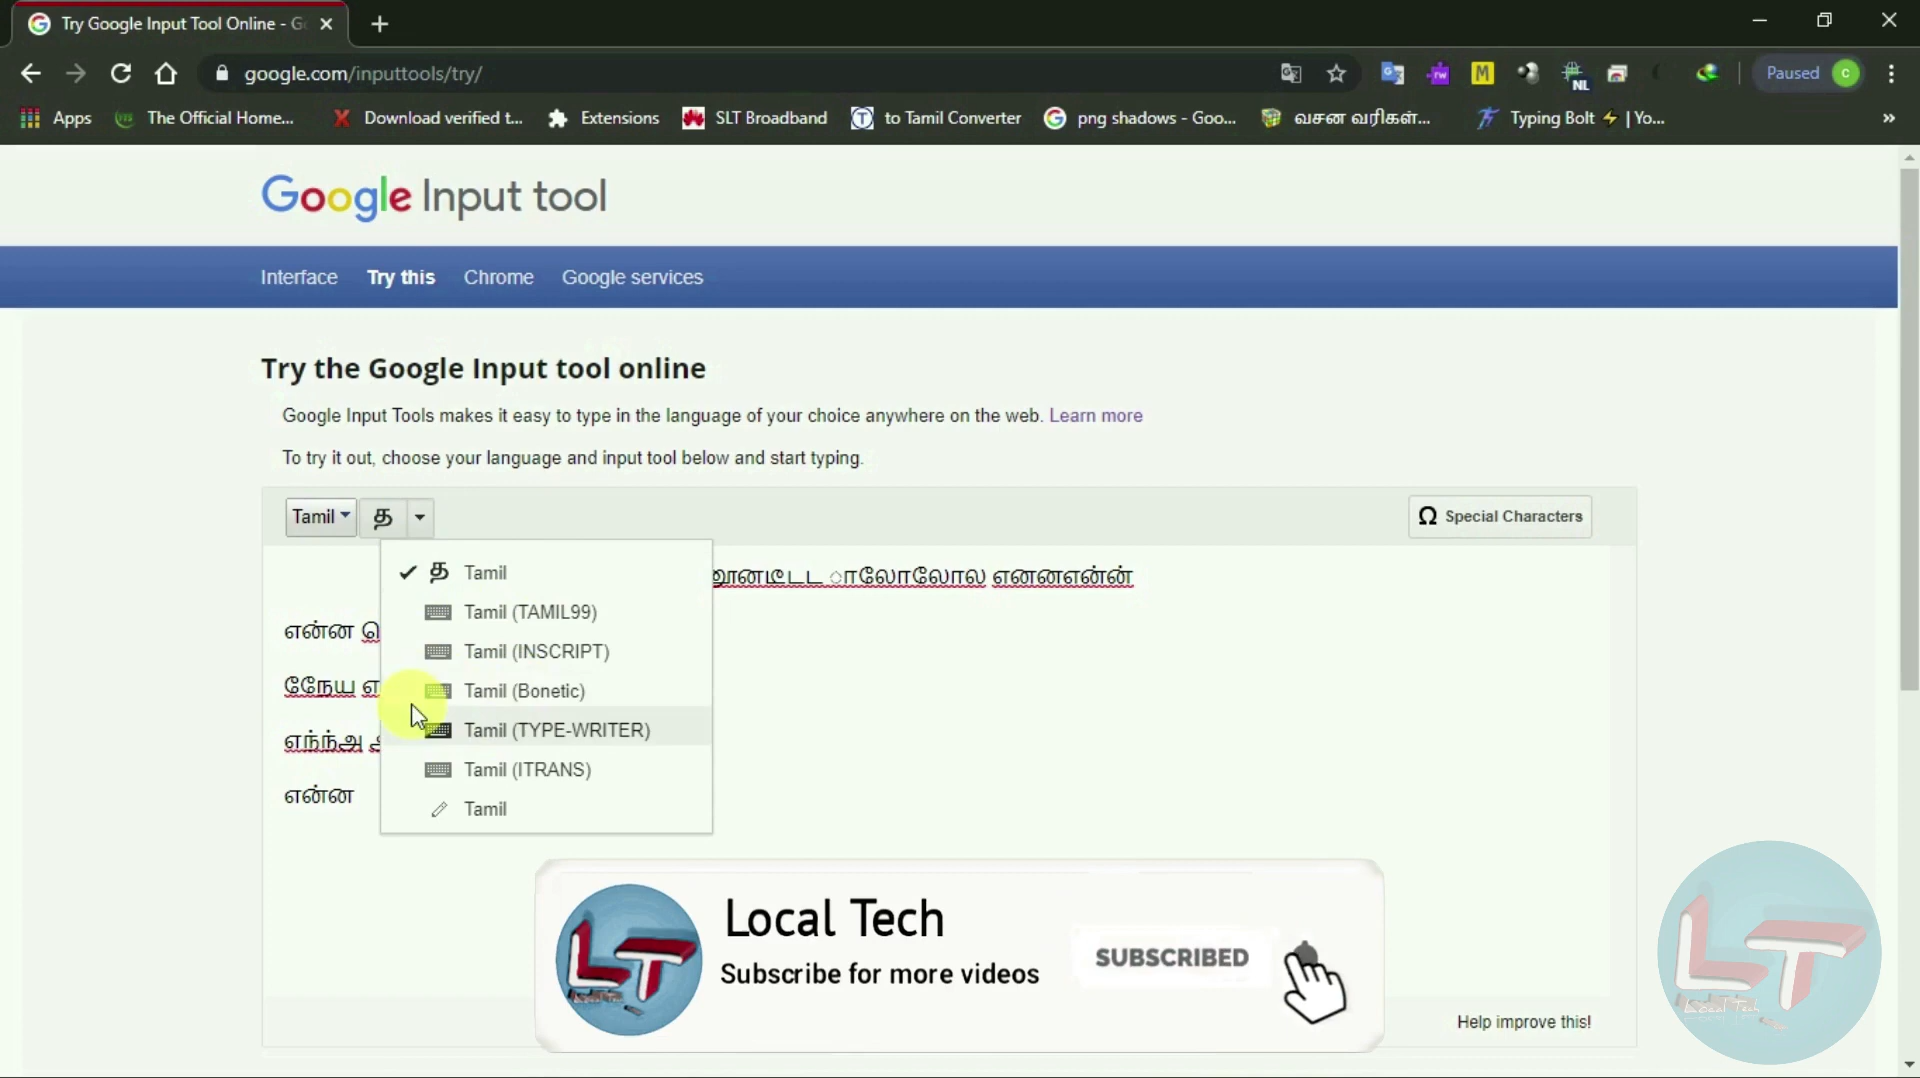 Try Google Input Tool Online - G
google.com/inputtools/try/
Paused C
Apps
The Official Home...
Download verified t...
Extensions
SLT Broadband
to Tamil Converter
png shadows - Goo...
வசன வரிகள்...
Typing Bolt ⚡ | Yo...
»
Google Input tool
Interface Try this Chrome Google services
Try the Google Input tool online
Google Input Tools makes it easy to type in the language of your choice anywhere on the web. Learn more
To try it out, choose your language and input tool below and start typing.
Tamil த
Ω Special Characters
✓ த Tamil
Tamil (TAMIL99)
Tamil (INSCRIPT)
Tamil (Bonetic)
Tamil (TYPE-WRITER)
Tamil (ITRANS)
Tamil
என்ன
என்ன
Local Tech
Subscribe for more videos
SUBSCRIBED
LT
Help improve this!
LT
Local Tech